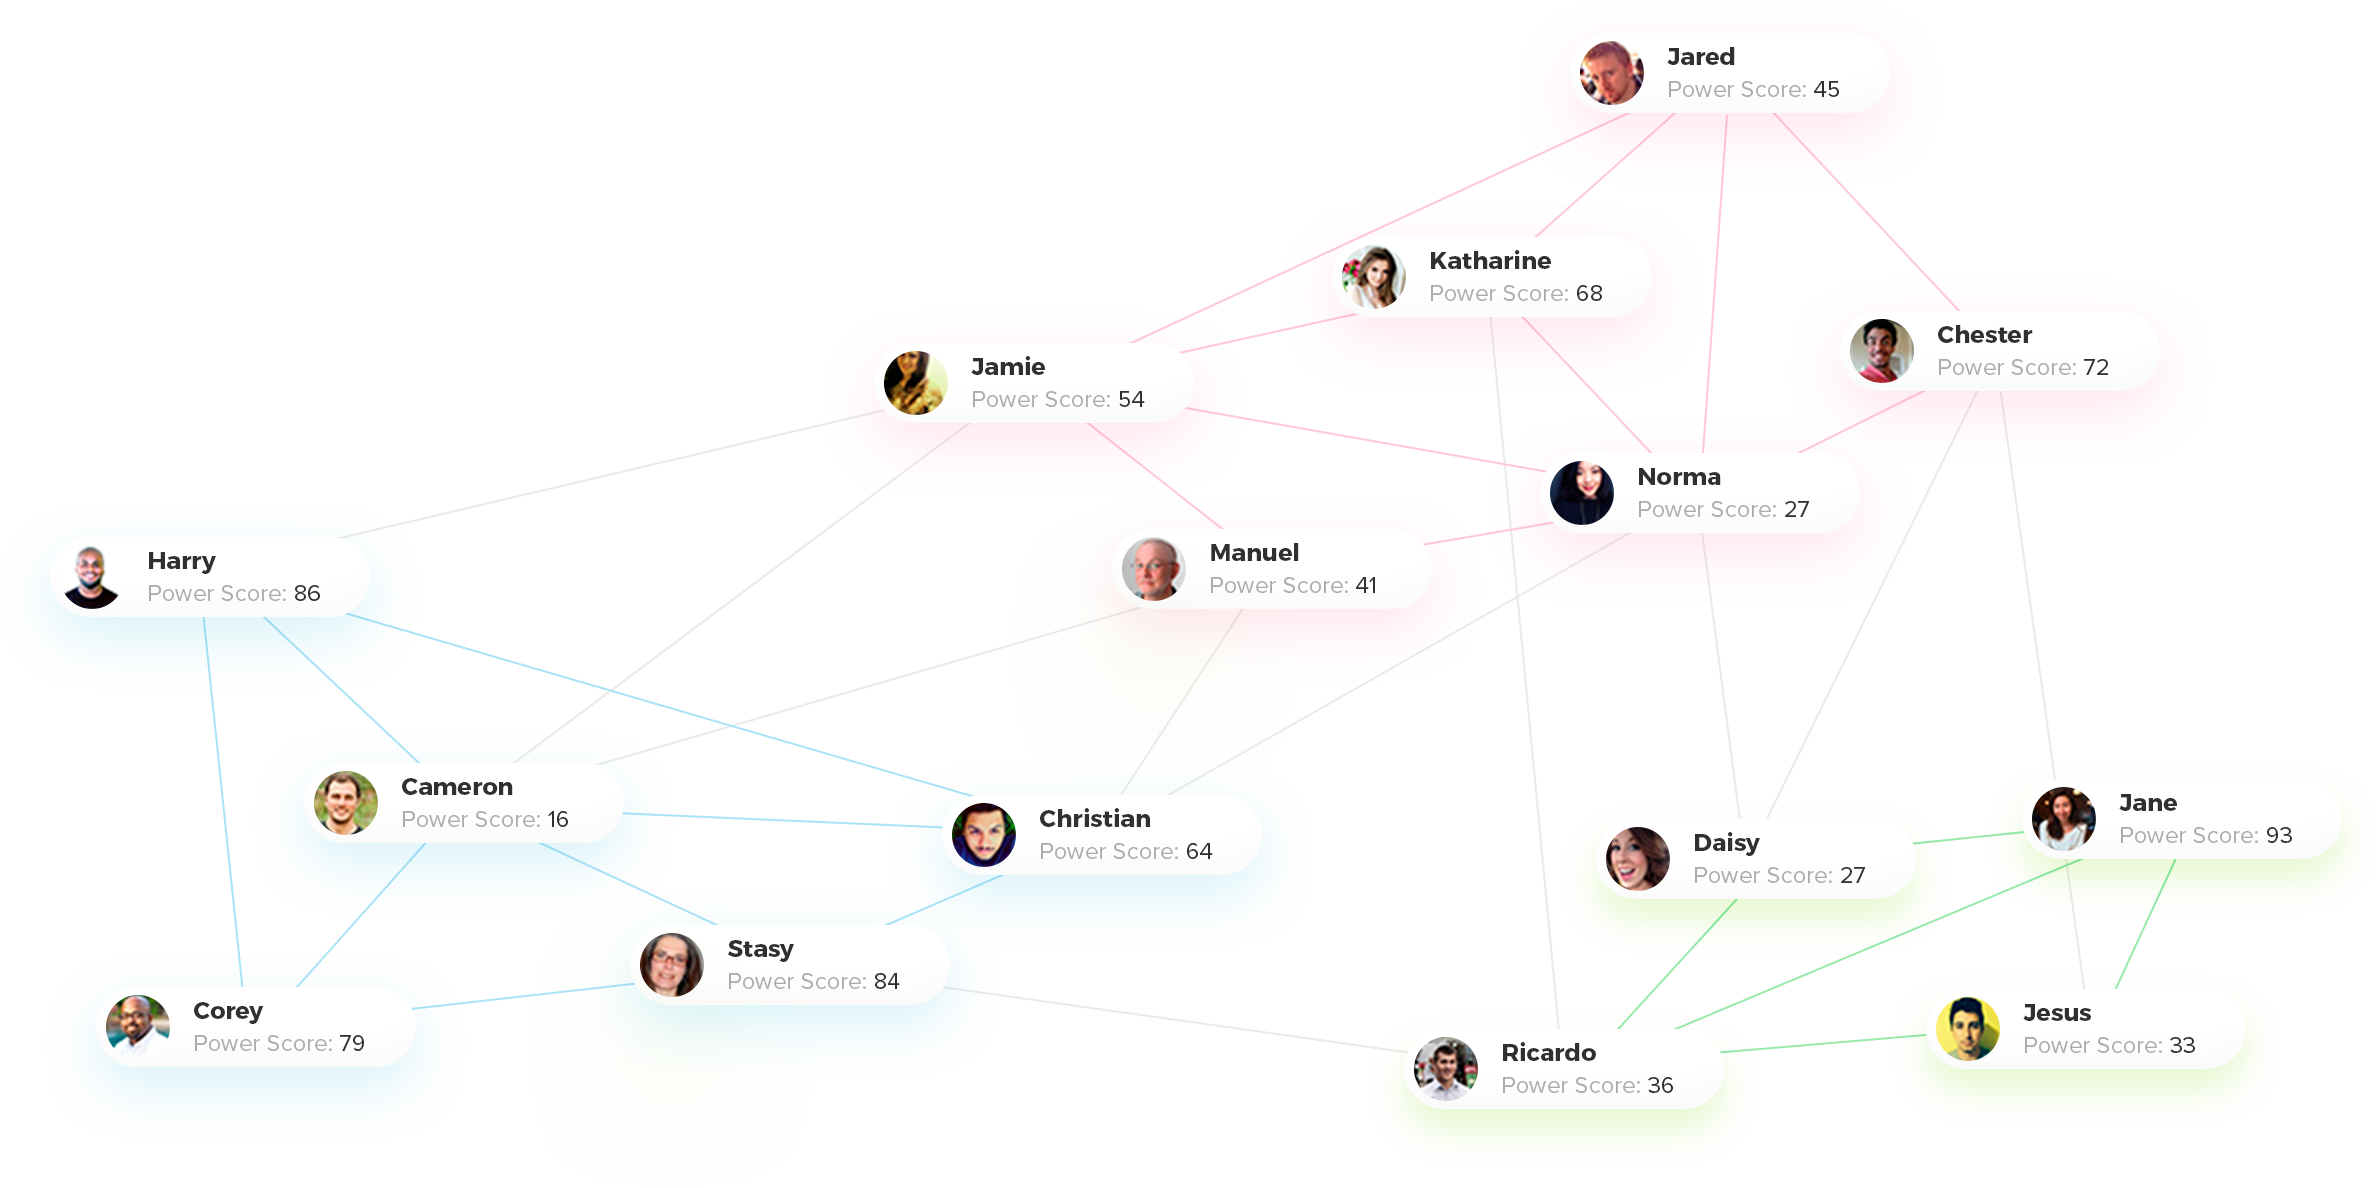 Jared
Power Score: 45
Katharine
Power Score: 68
Chester
Power Score: 72
Jamie
Power Score: 54
Norma
Power Score: 27
Manuel
Power Score: 41
Harry
Power Score: 86
Cameron
Power Score: 16
Christian
Power Score: 64
Jane
Power Score: 93
Daisy
Power Score: 27
Stasy
Power Score: 84
Corey
Power Score: 79
Jesus
Power Score: 33
Ricardo
Power Score: 36